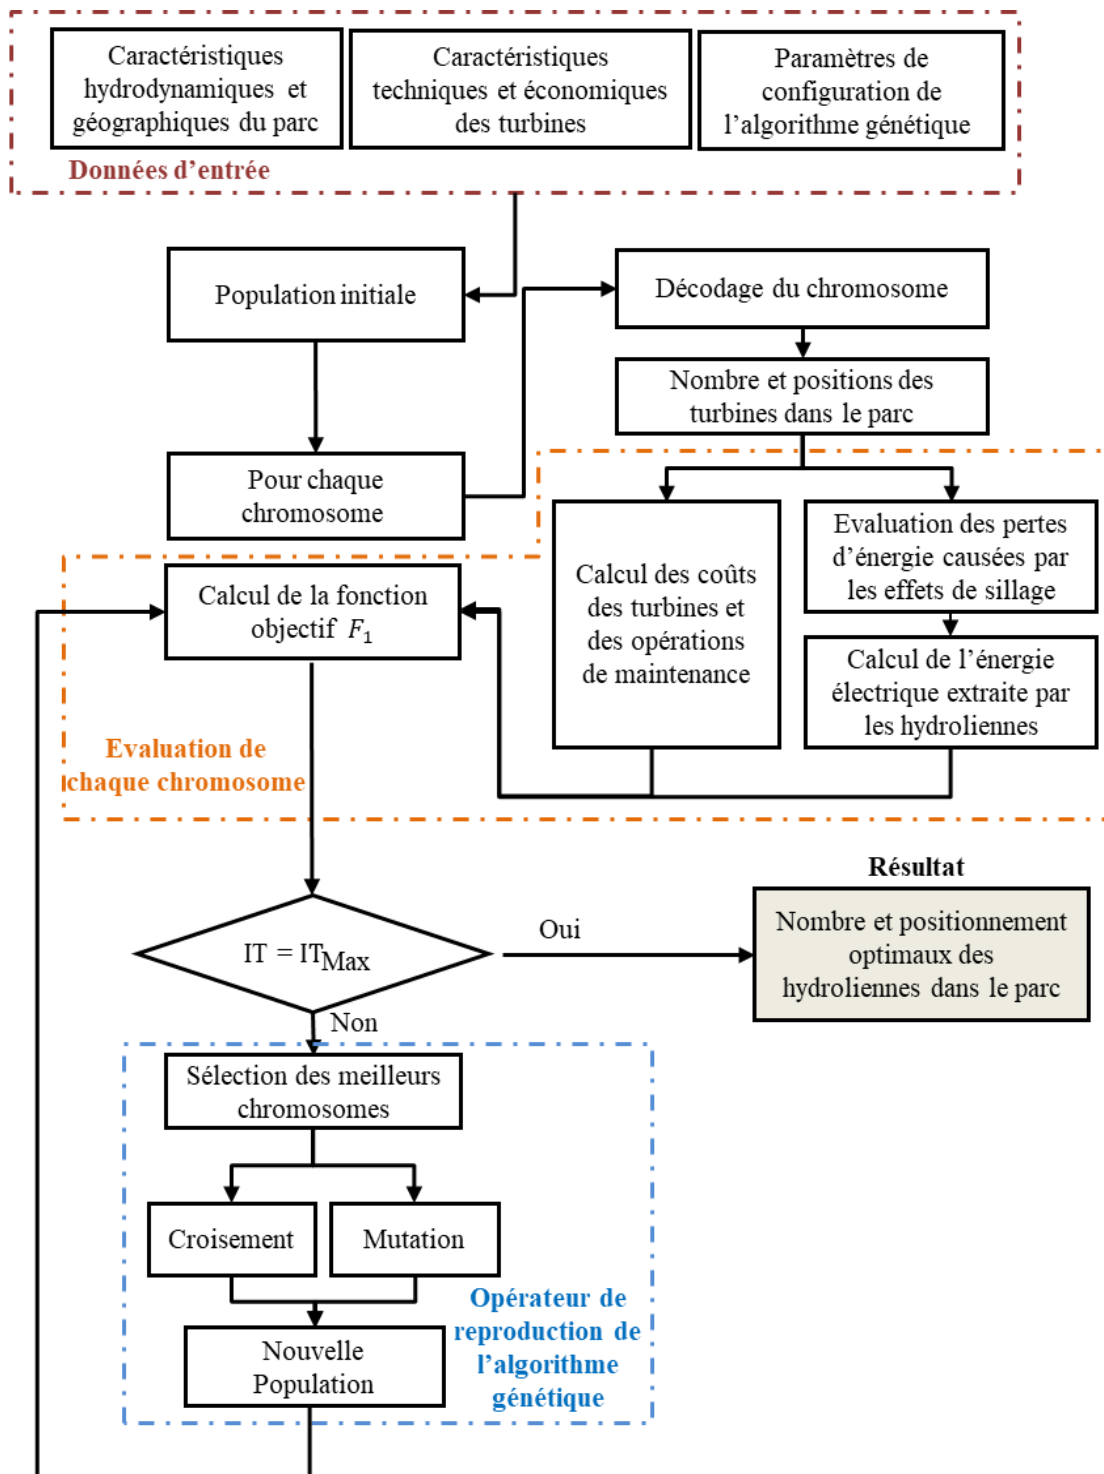 Caractéristiques
hydrodynamiques et
géographiques du parc
Caractéristiques
techniques et économiques
des turbines
Paramètres de
configuration de
l’algorithme génétique
Données d’entrée
Population initiale
Décodage du chromosome
Nombre et positions des
turbines dans le parc
Pour chaque
chromosome
Calcul des coûts
des turbines et
des opérations
de maintenance
Evaluation des pertes
d’énergie causées par
les effets de sillage
Calcul de l’énergie
électrique extraite par
les hydroliennes
Calcul de la fonction
objectif F₁
Evaluation de
chaque chromosome
IT = IT_Max
Oui
Résultat
Nombre et positionnement
optimaux des
hydroliennes dans le parc
Non
Sélection des meilleurs
chromosomes
Croisement
Mutation
Nouvelle
Population
Opérateur de
reproduction de
l’algorithme
génétique